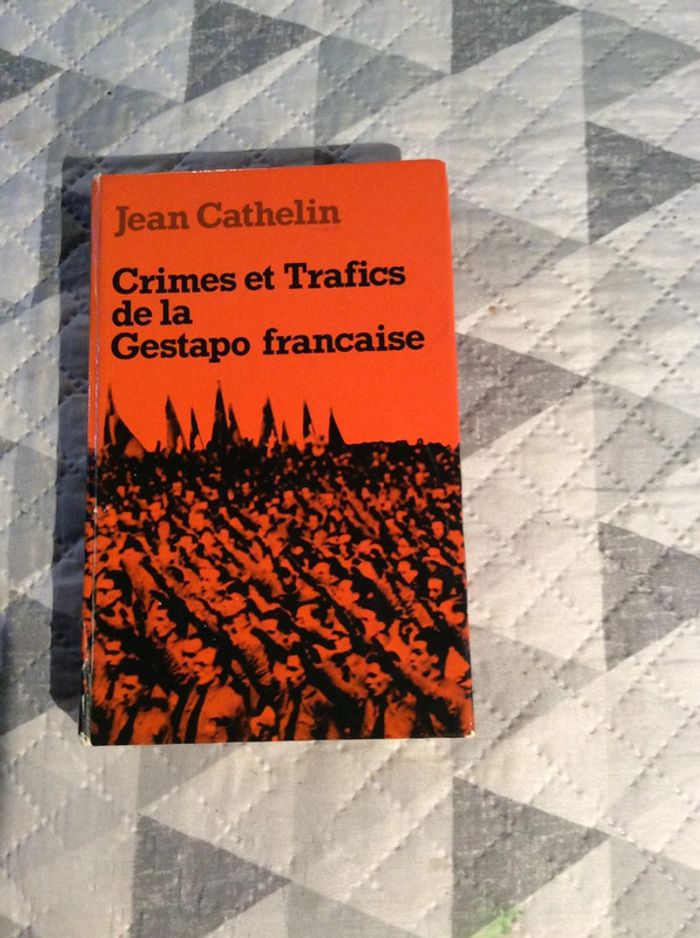 Jean Cathelin
Crimes et Trafics
de la
Gestapo francaise